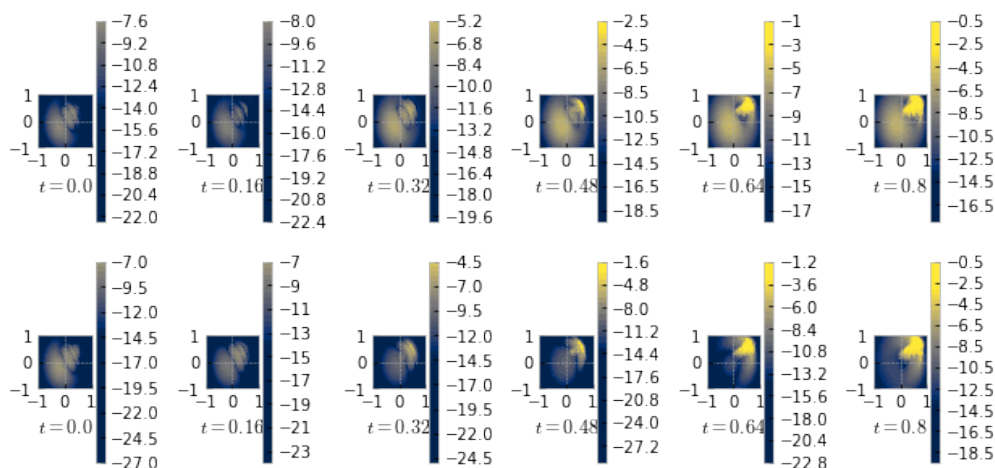 −7.6 −9.2 −10.8 −12.4 −14.0 −15.6 −17.2 −18.8 −20.4 −22.0
1 0 −1
−1 0 1
t = 0.0
−8.0 −9.6 −11.2 −12.8 −14.4 −16.0 −17.6 −19.2 −20.8 −22.4
1 0 −1
−1 0 1
t = 0.16
−5.2 −6.8 −8.4 −10.0 −11.6 −13.2 −14.8 −16.4 −18.0 −19.6
1 0 −1
−1 0 1
t = 0.32
−2.5 −4.5 −6.5 −8.5 −10.5 −12.5 −14.5 −16.5 −18.5
1 0 −1
−1 0 1
t = 0.48
−1 −3 −5 −7 −9 −11 −13 −15 −17
1 0 −1
−1 0 1
t = 0.64
−0.5 −2.5 −4.5 −6.5 −8.5 −10.5 −12.5 −14.5 −16.5
1 0 −1
−1 0 1
t = 0.8
−7.0 −9.5 −12.0 −14.5 −17.0 −19.5 −22.0 −24.5 −27.0
1 0 −1
−1 0 1
t = 0.0
−7 −9 −11 −13 −15 −17 −19 −21 −23
1 0 −1
−1 0 1
t = 0.16
−4.5 −7.0 −9.5 −12.0 −14.5 −17.0 −19.5 −22.0 −24.5
1 0 −1
−1 0 1
t = 0.32
−1.6 −4.8 −8.0 −11.2 −14.4 −17.6 −20.8 −24.0 −27.2
1 0 −1
−1 0 1
t = 0.48
−1.2 −3.6 −6.0 −8.4 −10.8 −13.2 −15.6 −18.0 −20.4 −22.8
1 0 −1
−1 0 1
t = 0.64
−0.5 −2.5 −4.5 −6.5 −8.5 −10.5 −12.5 −14.5 −16.5 −18.5
1 0 −1
−1 0 1
t = 0.8